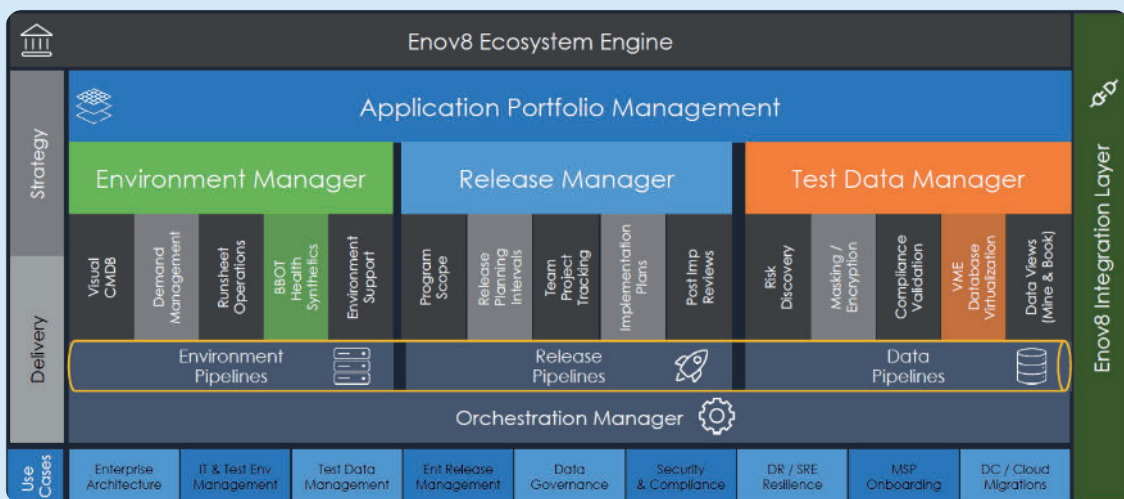 Enov8 Ecosystem Engine
Strategy
Application Portfolio Management
Environment Manager
Release Manager
Test Data Manager
Visual
CMDB
Demand
Management
Runsheet
Operations
BBOT
Health
Synthetics
Environment
Support
Program
Scope
Release
Planning
Intervals
Team
Project
Tracking
Implementation
Plans
Post Imp
Reviews
Risk
Discovery
Masking /
Encryption
Compliance
Validation
VME
Database
Virtualization
Data Views
(Mine & Book)
Delivery
Environment
Pipelines
Release
Pipelines
Data
Pipelines
Orchestration Manager
Enov8 Integration Layer
Use
Cases
Enterprise
Architecture
IT & Test Env
Management
Test Data
Management
Ent Release
Management
Data
Governance
Security
& Compliance
DR / SRE
Resilience
MSP
Onboarding
DC / Cloud
Migrations